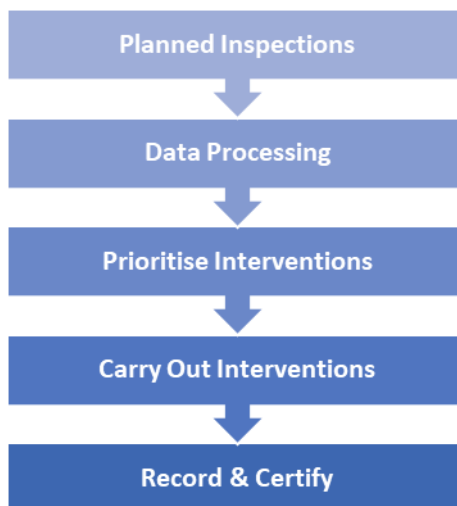 Planned Inspections
Data Processing
Prioritise Interventions
Carry Out Interventions
Record & Certify